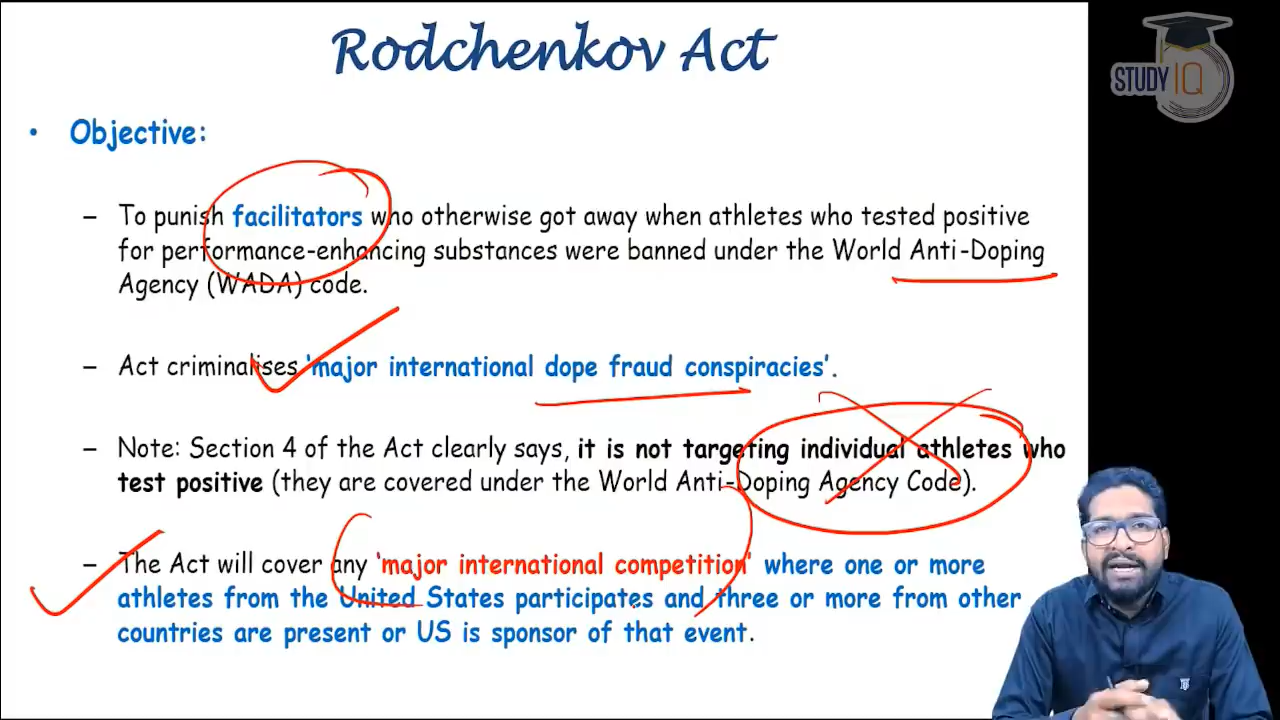 Rodchenkov Act
STUDY IQ
• Objective:
– To punish facilitators who otherwise got away when athletes who tested positive
for performance-enhancing substances were banned under the World Anti-Doping
Agency (WADA) code.
– Act criminalises 'major international dope fraud conspiracies'.
– Note: Section 4 of the Act clearly says, it is not targeting individual athletes who
test positive (they are covered under the World Anti-Doping Agency Code).
– The Act will cover any 'major international competition' where one or more
athletes from the United States participates and three or more from other
countries are present or US is sponsor of that event.